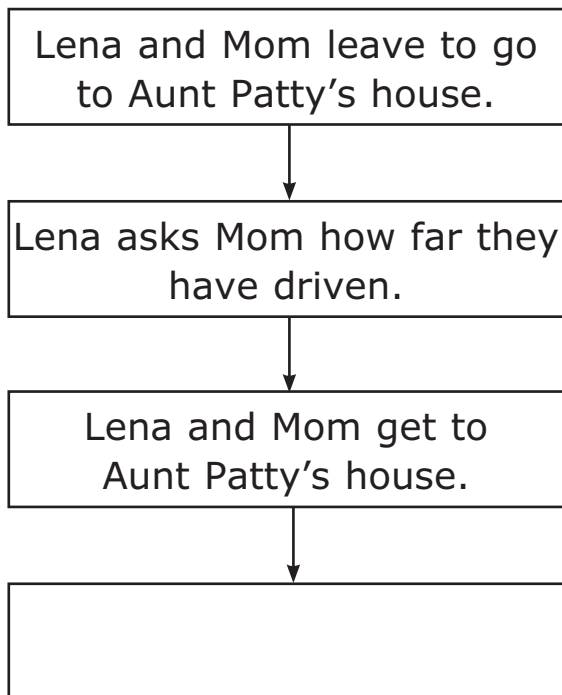 Lena and Mom leave to go
to Aunt Patty’s house.
Lena asks Mom how far they
have driven.
Lena and Mom get to
Aunt Patty’s house.